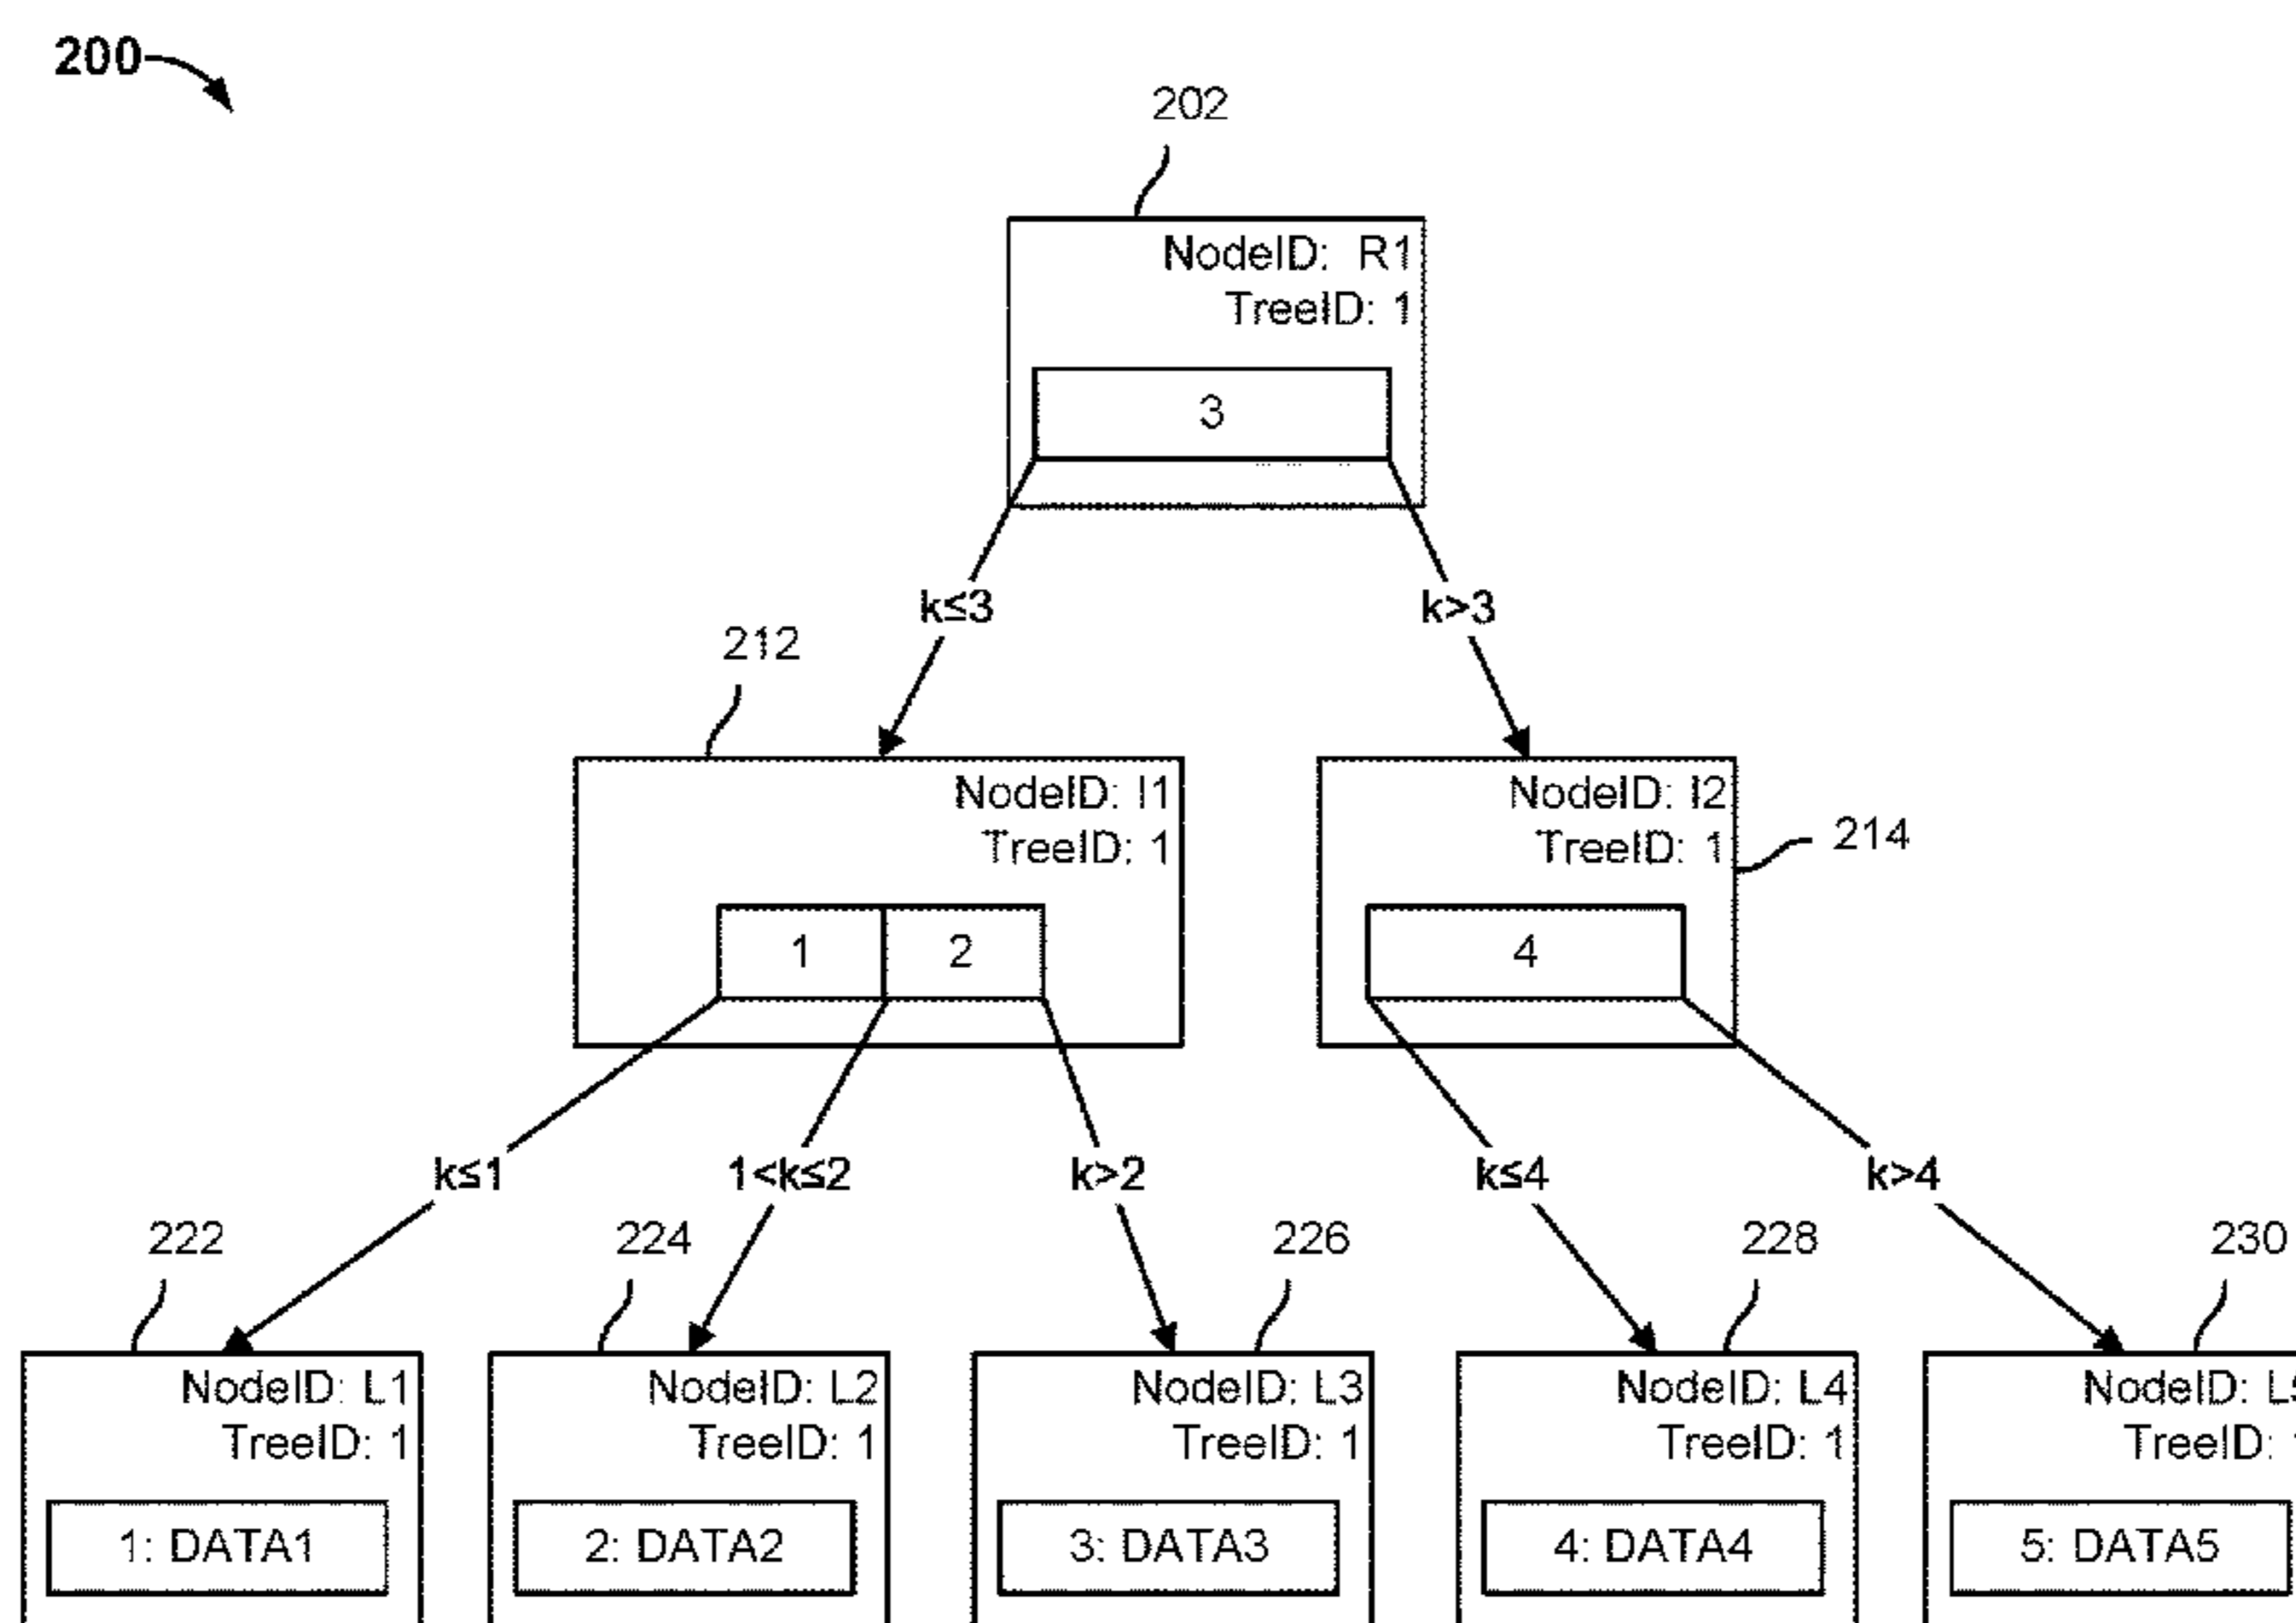 200
202
NodeID: R1
TreeID: 1
3
k≤3
k>3
212
NodeID: I1
TreeID: 1
1
2
NodeID: I2
TreeID: 1
4
214
k≤1
1<k≤2
k>2
k≤4
k>4
222
224
226
228
230
NodeID: L1
TreeID: 1
1: DATA1
NodeID: L2
TreeID: 1
2: DATA2
NodeID: L3
TreeID: 1
3: DATA3
NodeID: L4
TreeID: 1
4: DATA4
NodeID:
TreeID:
5: DATA5